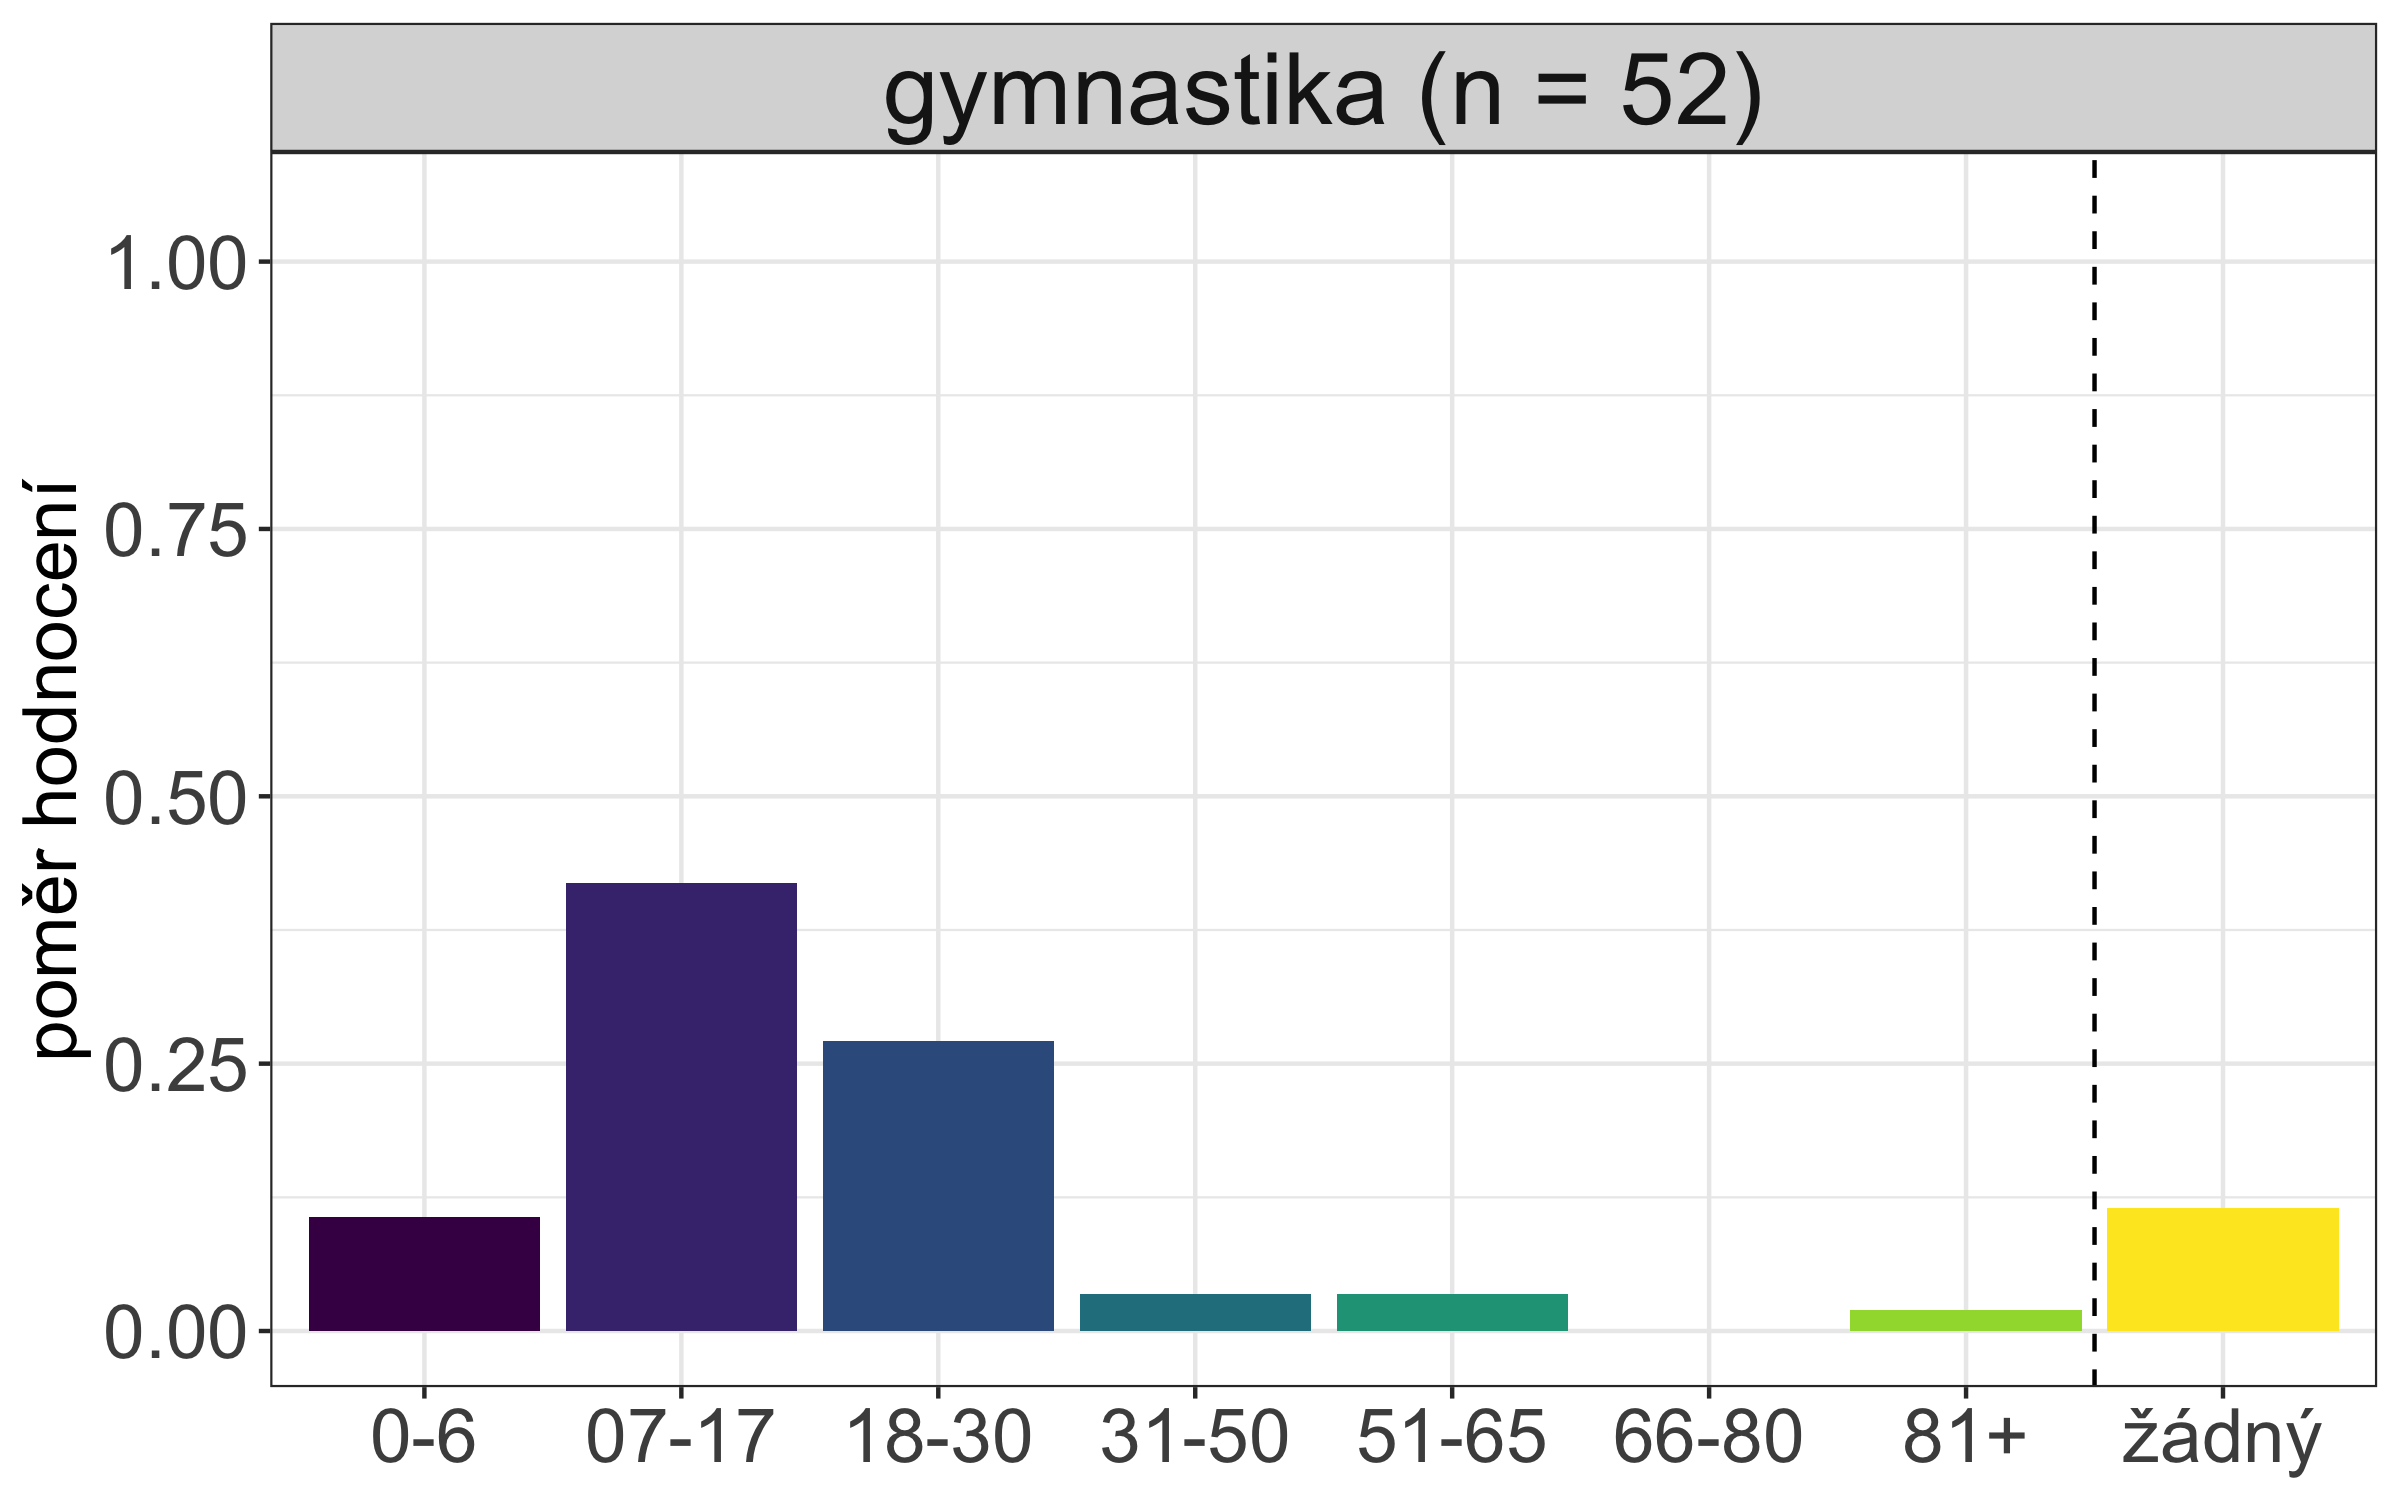 gymnastika (n = 52)
poměr hodnocení
1.00
0.75
0.50
0.25
0.00
0-6 07-17 18-30 31-50 51-65 66-80 81+ žádný